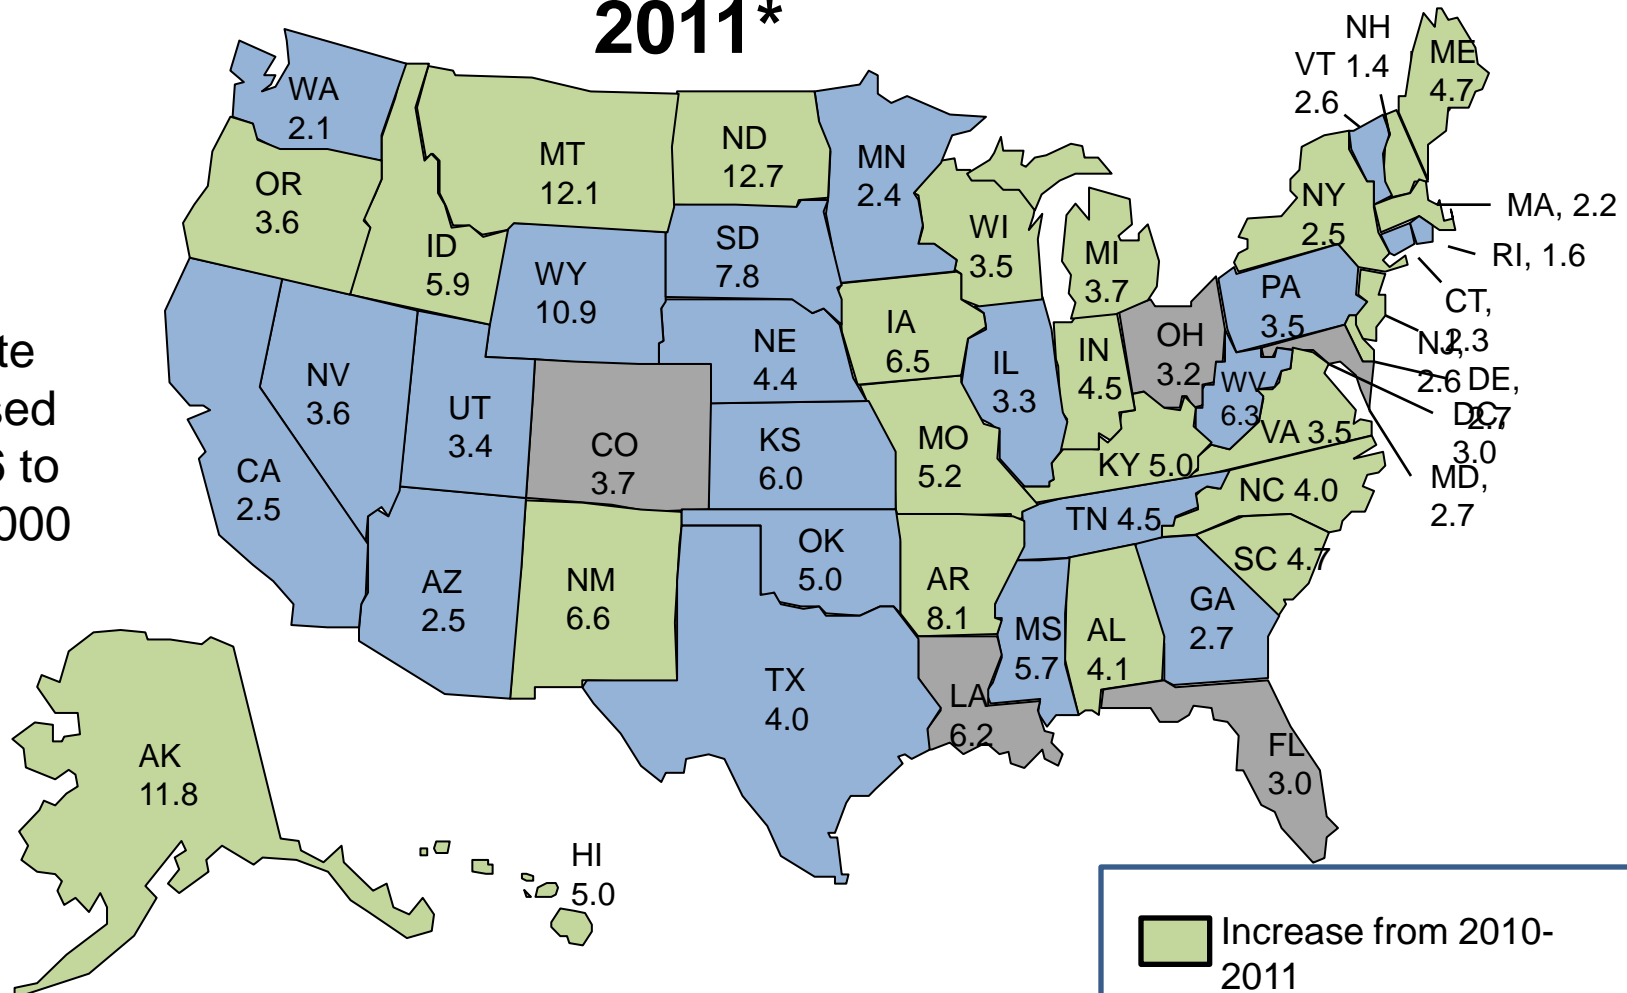 2011*
NH
1.4
VT
2.6
ME
4.7
WA
2.1
MT
12.1
ND
12.7
MN
2.4
OR
3.6
ID
5.9
WY
10.9
SD
7.8
WI
3.5
MI
3.7
NY
2.5
MA, 2.2
RI, 1.6
CT,
2.3
NJ,
2.6
DE,
2.7
DC,
3.0
MD,
2.7
PA
3.5
te
sed
6 to
000
NV
3.6
UT
3.4
CO
3.7
NE
4.4
IA
6.5
IL
3.3
IN
4.5
OH
3.2
WV
6.3
VA 3.5
CA
2.5
KS
6.0
MO
5.2
KY 5.0
NC 4.0
TN 4.5
SC 4.7
AZ
2.5
NM
6.6
OK
5.0
AR
8.1
MS
5.7
AL
4.1
GA
2.7
TX
4.0
LA
6.2
FL
3.0
AK
11.8
HI
5.0
Increase from 2010-
2011